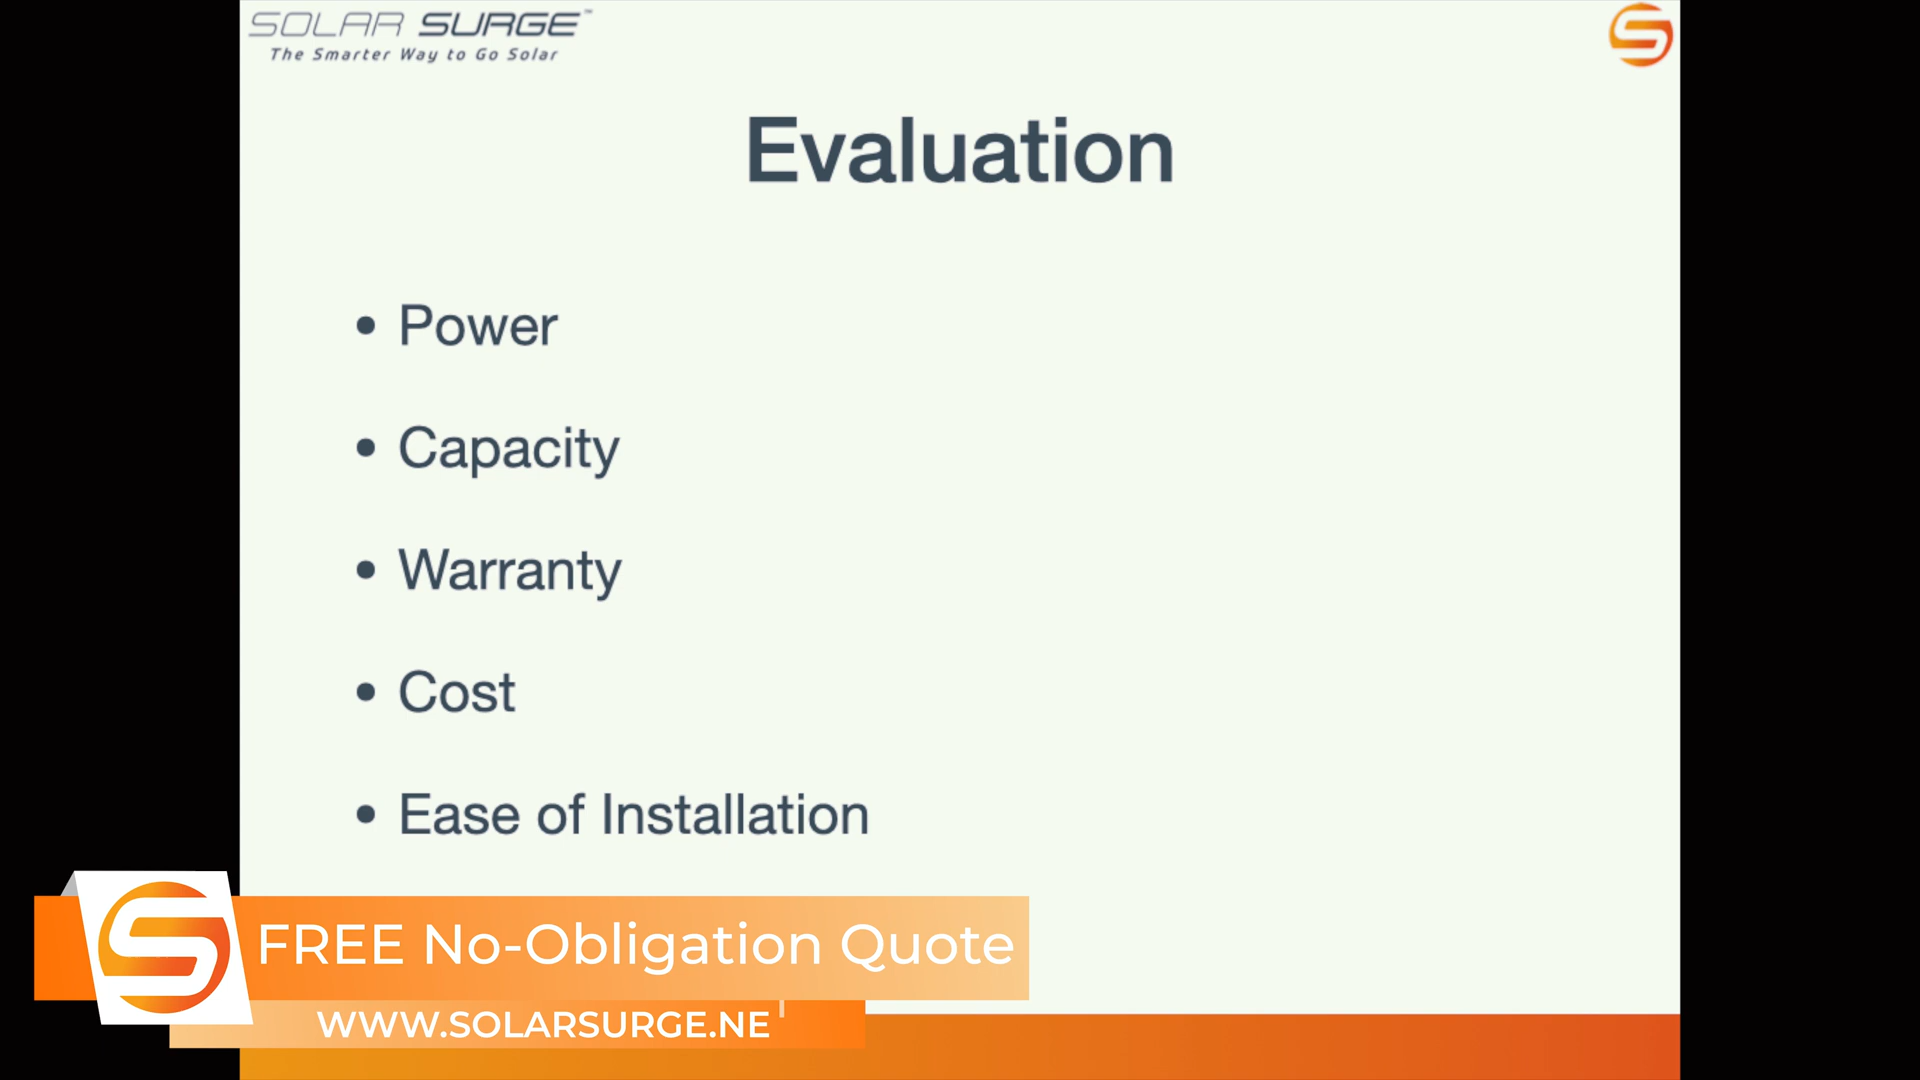 SOLAR SURGE™
The Smarter Way to Go Solar
Evaluation
• Power
• Capacity
• Warranty
• Cost
• Ease of Installation
FREE No-Obligation Quote
WWW.SOLARSURGE.NE